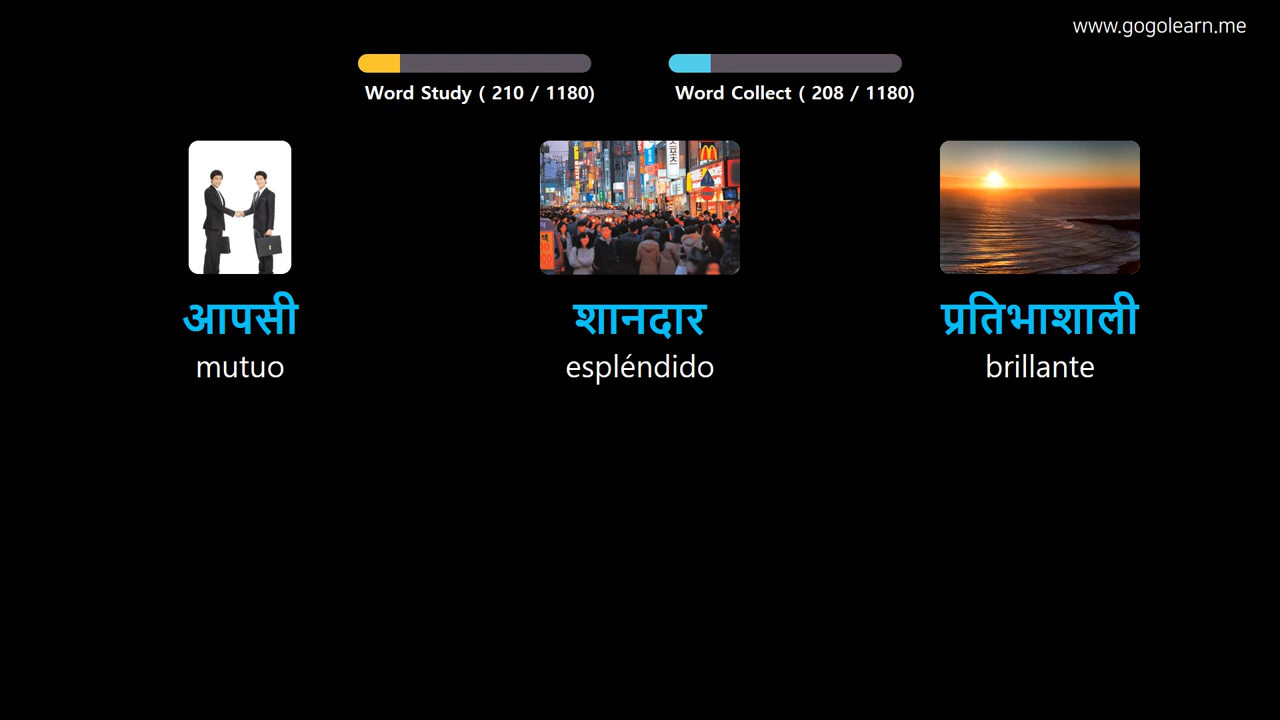 www.gogolearn.me
Word Study ( 210 / 1180)
Word Collect ( 208 / 1180)
आपसी
शानदार
प्रतिभाशाली
mutuo
espléndido
brillante